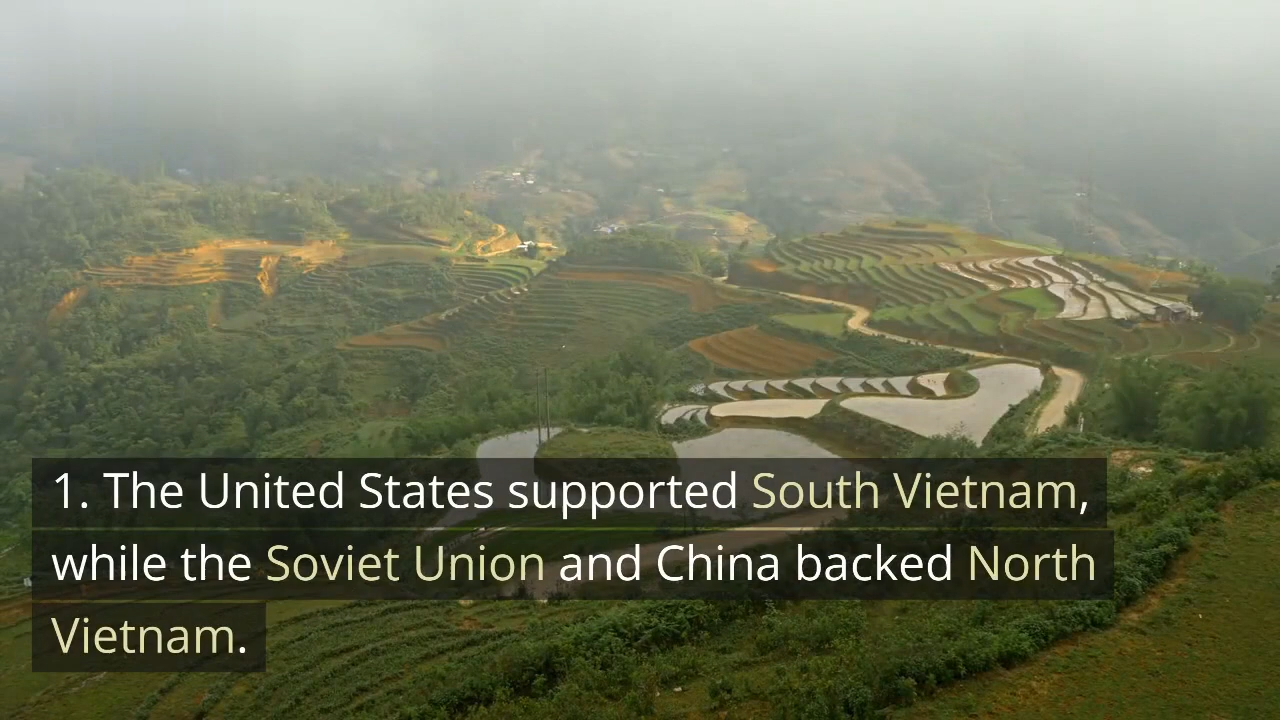 1. The United States supported South Vietnam,
while the Soviet Union and China backed North
Vietnam.